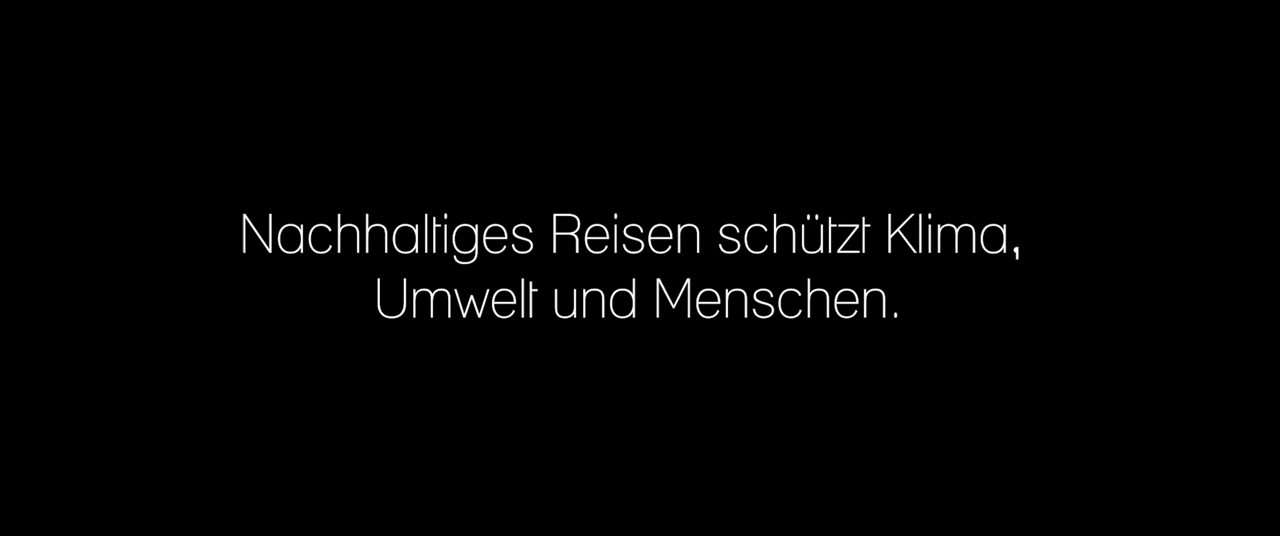 Nachhaltiges Reisen schützt Klima,
Umwelt und Menschen.